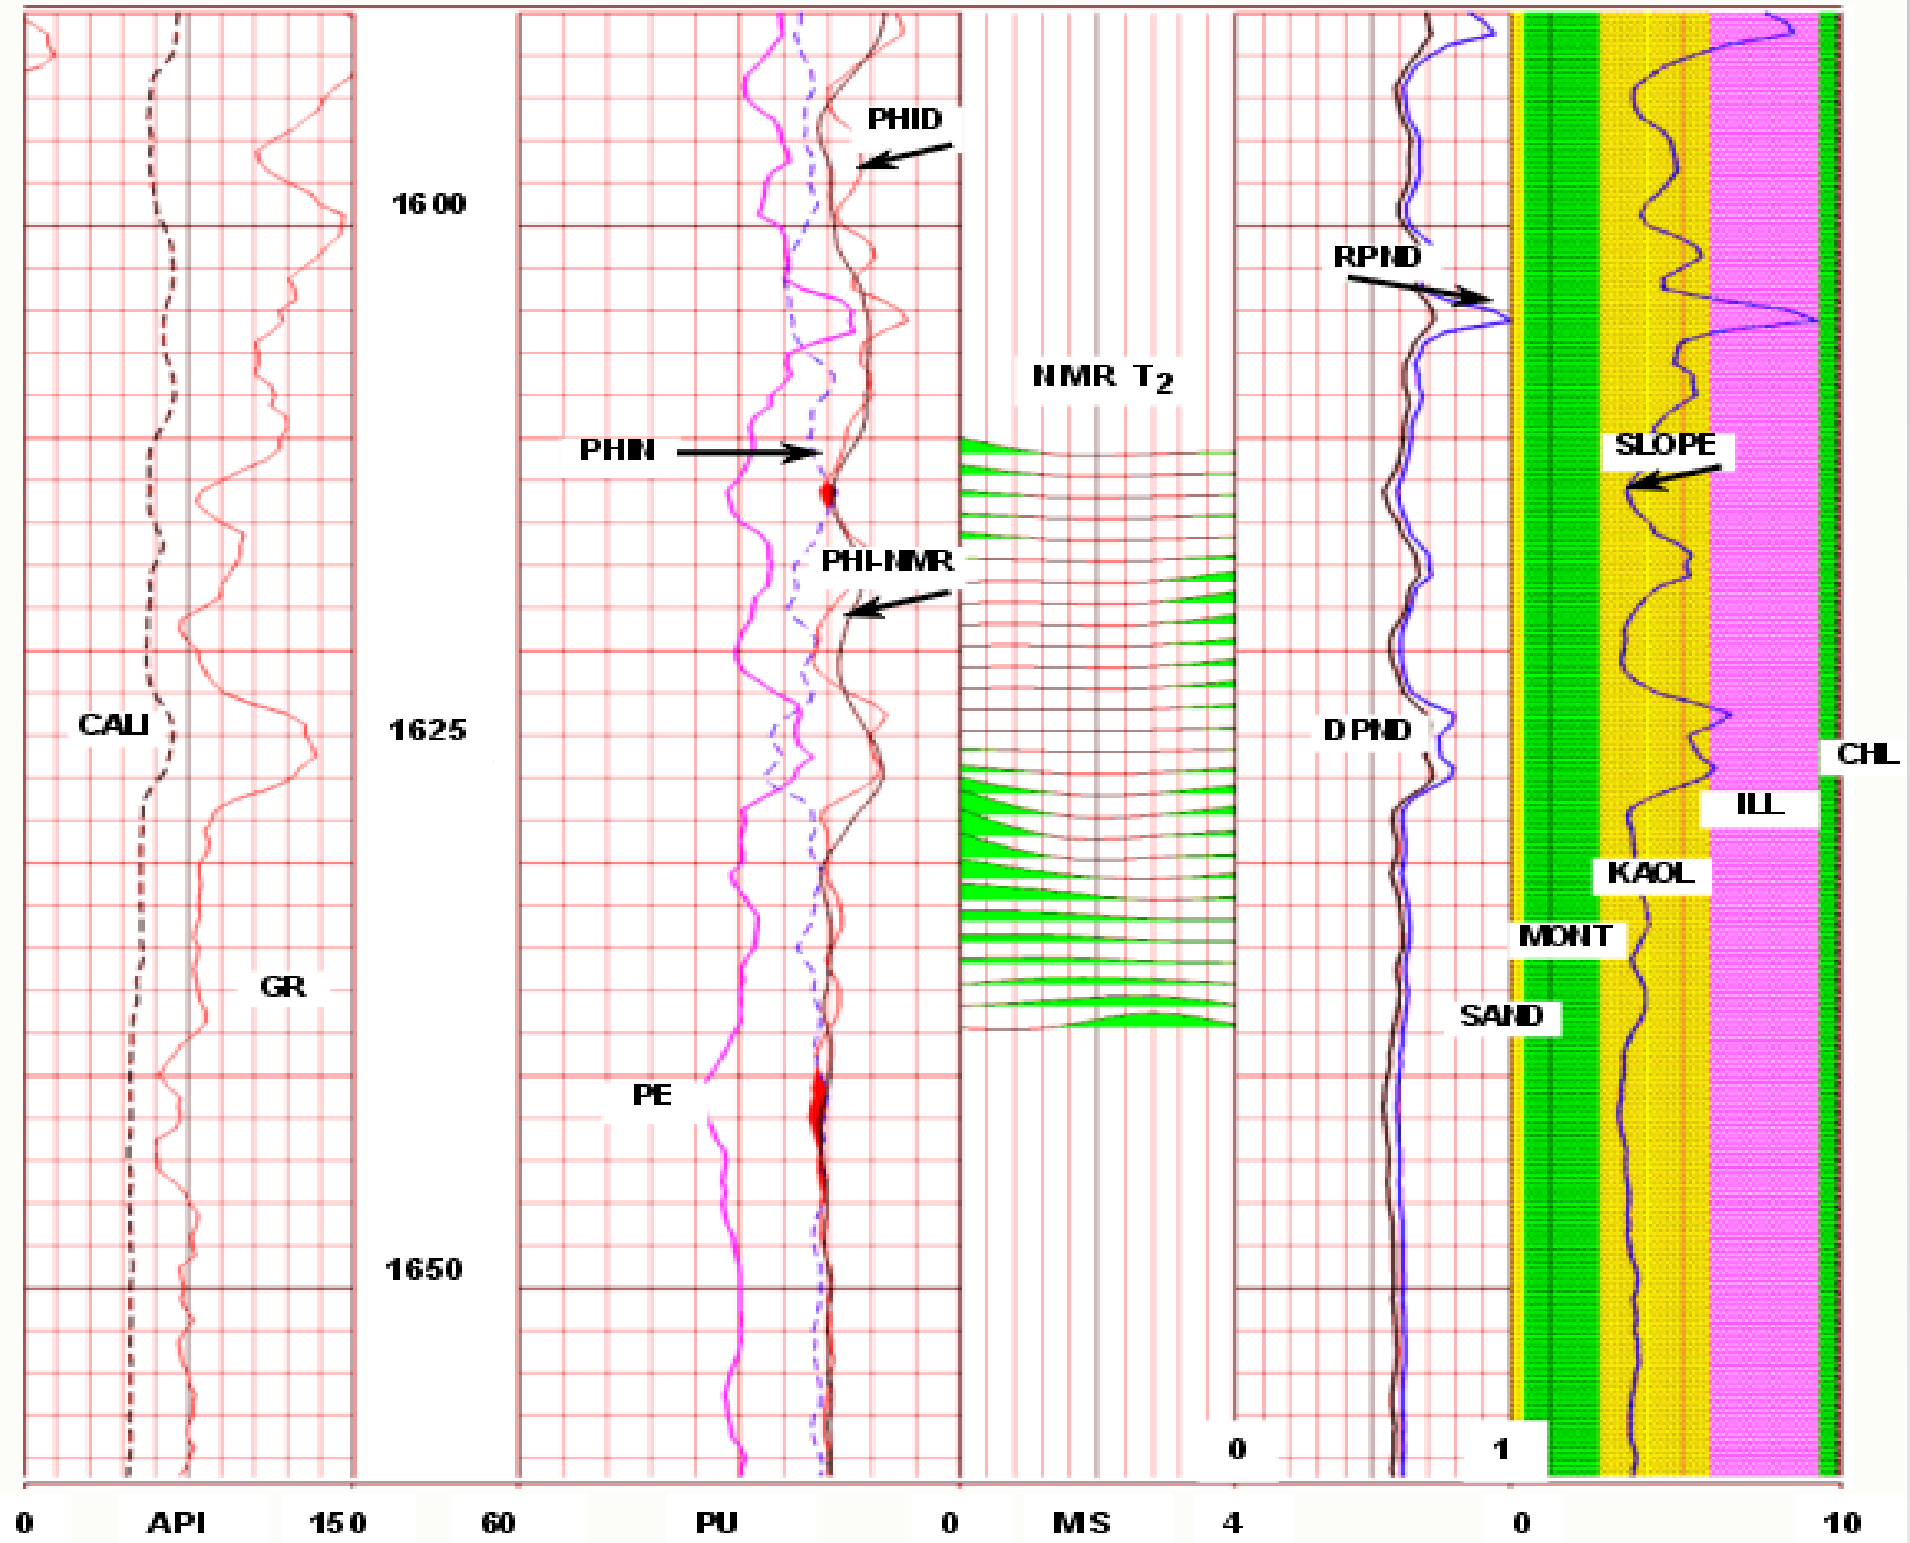 PHID
1600
RPND
NMR T2
PHIN
SLOPE
PHI-NMR
CALI
1625
DPND
CHL
ILL
KAOL
MONT
GR
SAND
PE
1650
0 1
0 API 150 60 PU 0 MS 4 0 10